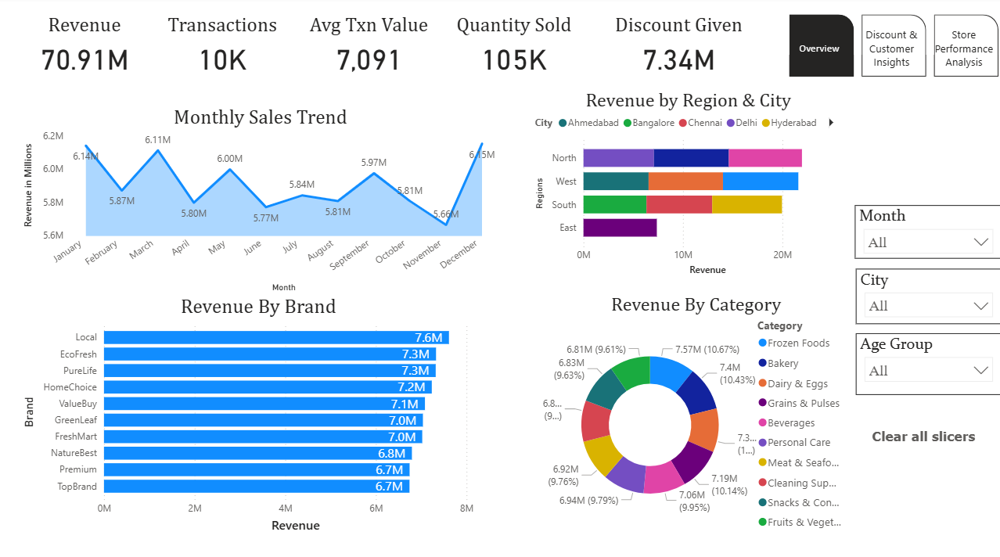 Revenue
70.91M
Transactions
10K
Avg Txn Value
7,091
Quantity Sold
105K
Discount Given
7.34M
Overview
Discount &
Customer
Insights
Store
Performance
Analysis
Monthly Sales Trend
Revenue in Millions
6.2M
6.0M
5.8M
5.6M
6.14M
5.87M
6.11M
5.80M
6.00M
5.77M
5.84M
5.81M
5.97M
5.81M
5.66M
6.15M
January
February
March
April
May
June
July
August
September
October
November
December
Month
Revenue by Region & City
City Ahmedabad Bangalore Chennai Delhi Hyderabad
Regions
North
West
South
East
0M 10M 20M
Revenue
Month
All
City
All
Age Group
All
Clear all slicers
Revenue By Brand
Brand
Local 7.6M
EcoFresh 7.3M
PureLife 7.3M
HomeChoice 7.2M
ValueBuy 7.1M
GreenLeaf 7.0M
FreshMart 7.0M
NatureBest 6.8M
Premium 6.7M
TopBrand 6.7M
0M 2M 4M 6M 8M
Revenue
Revenue By Category
7.57M (10.67%)
7.4M
(10.43%)
7.3...
(1...)
7.19M
(10.14%)
7.06M
(9.95%)
6.94M (9.79%)
6.92M
(9.76%)
6.8...
(9...)
6.83M
(9.63%)
6.81M (9.61%)
Category
Frozen Foods
Bakery
Dairy & Eggs
Grains & Pulses
Beverages
Personal Care
Meat & Seafo...
Cleaning Sup...
Snacks & Con...
Fruits & Veget...